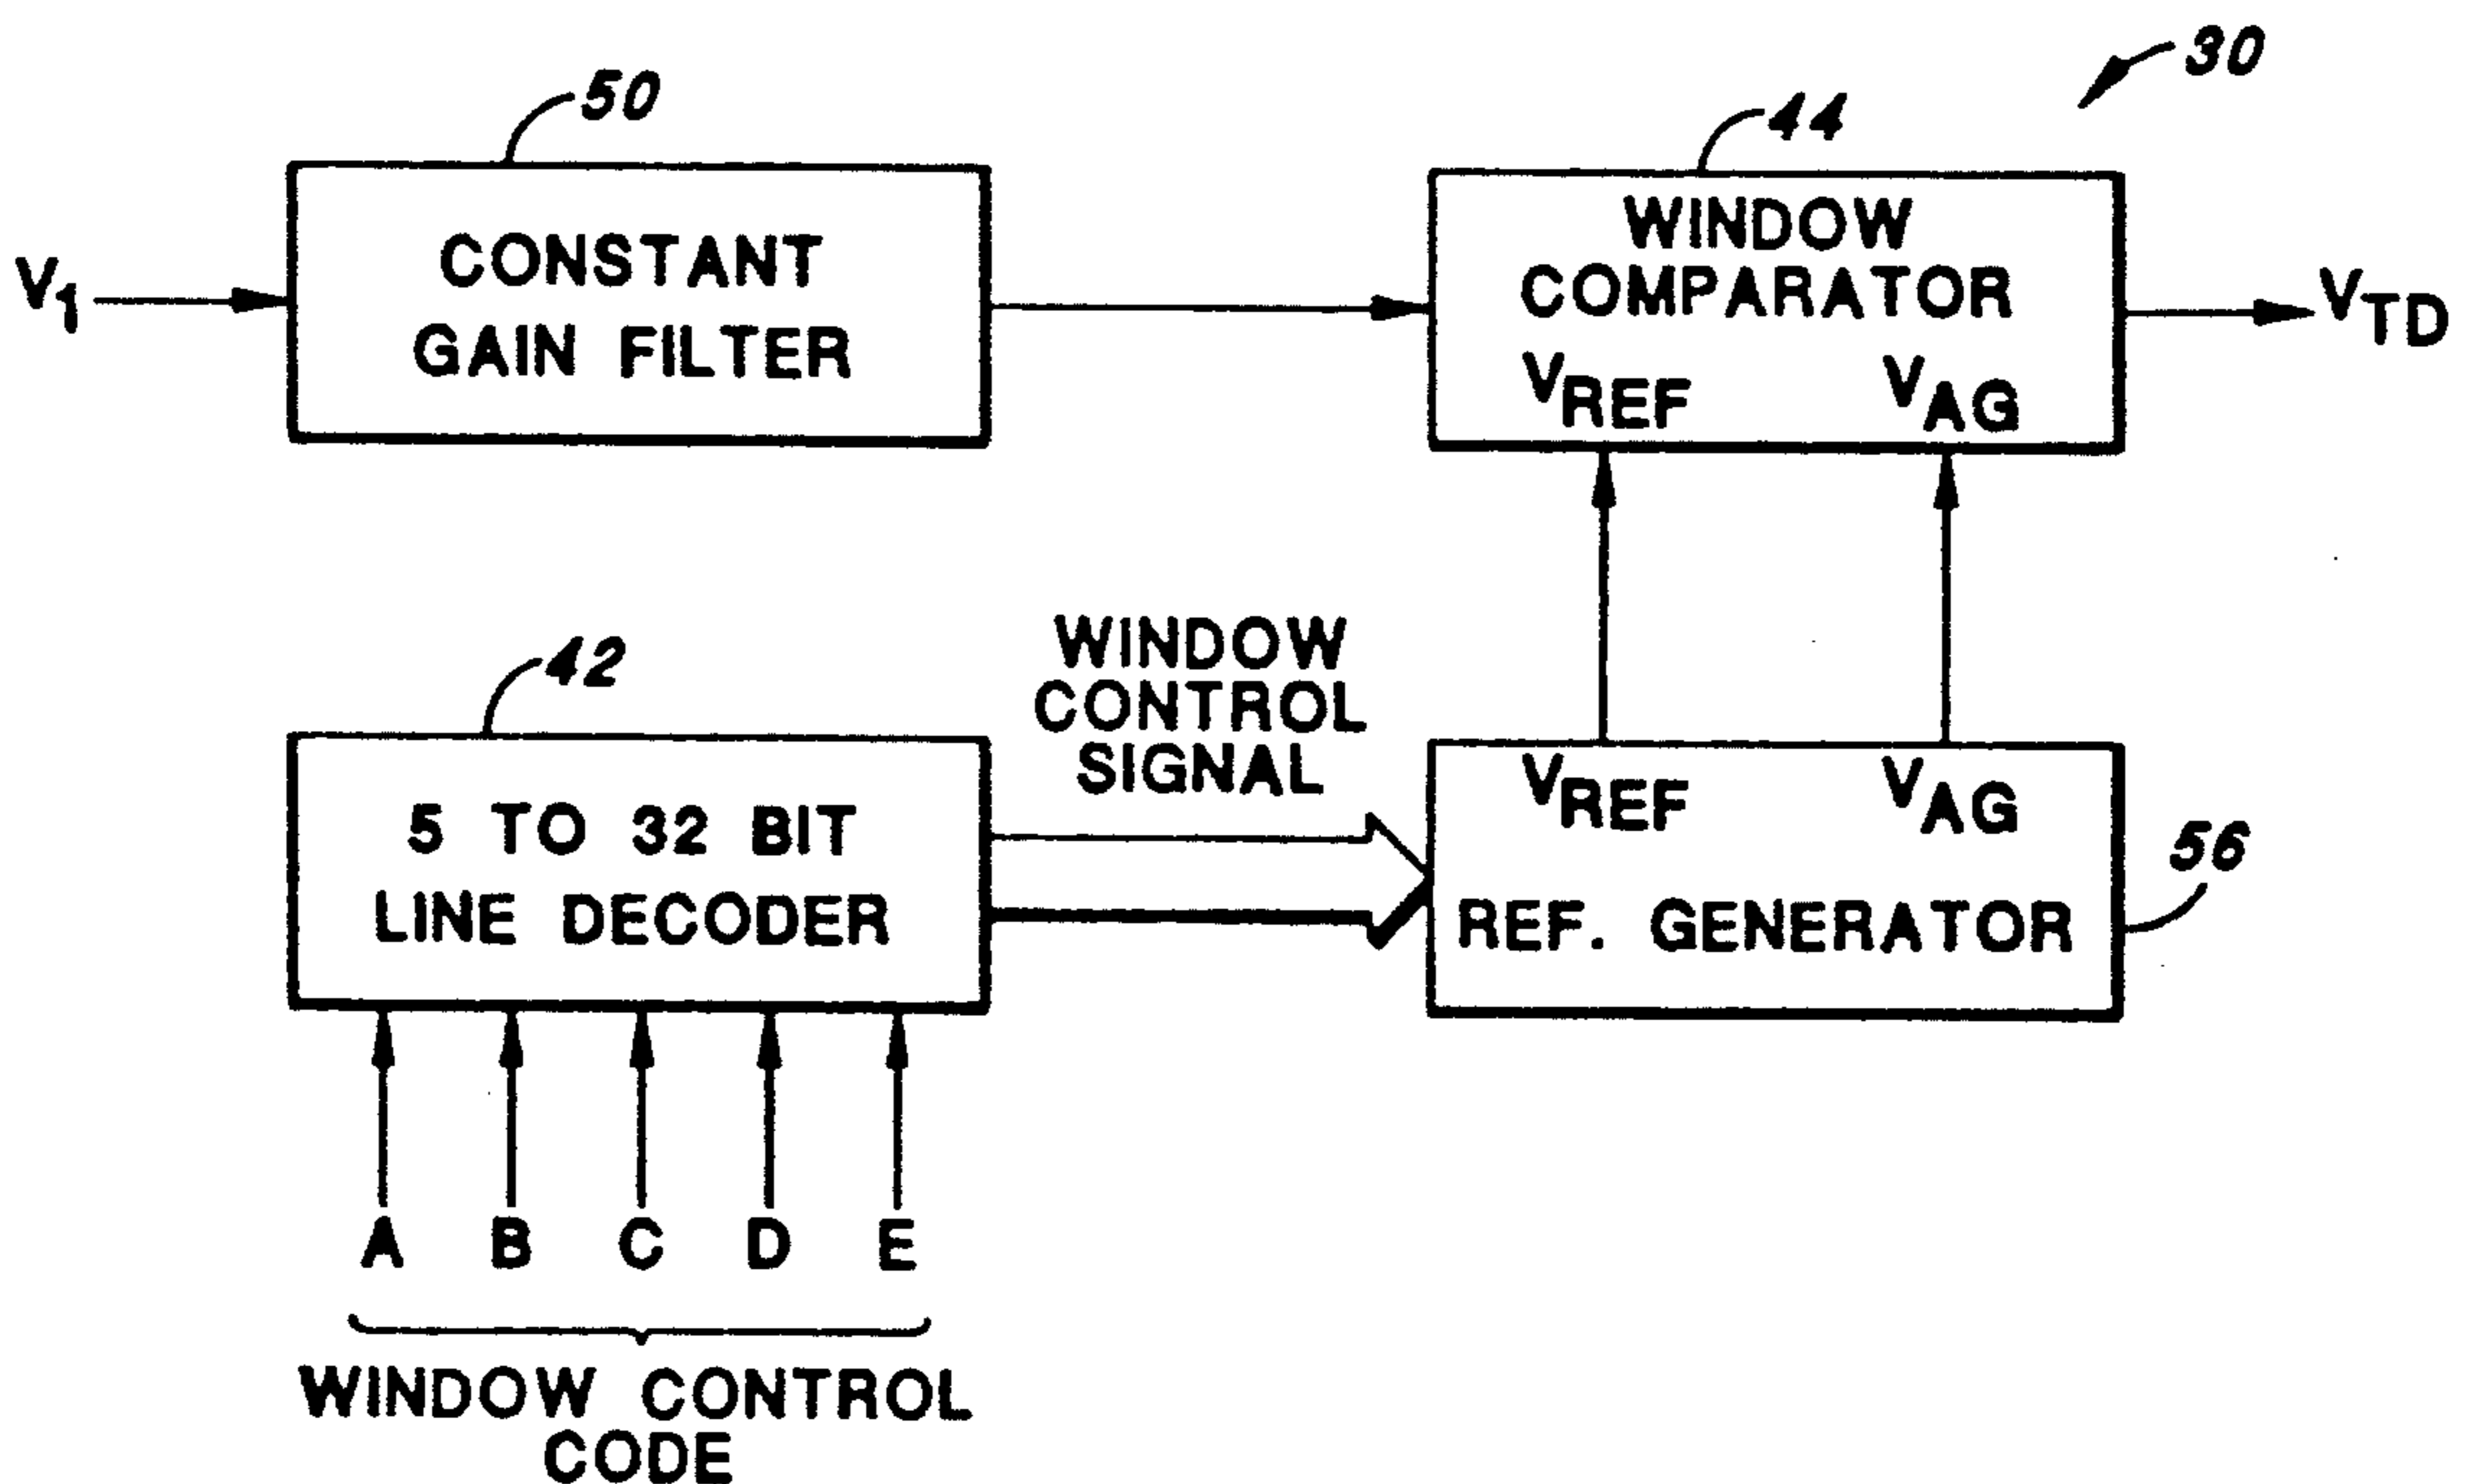 30
50
44
V1
CONSTANT
GAIN FILTER
WINDOW
COMPARATOR
VREF VAG
VTD
42
WINDOW
CONTROL
SIGNAL
5 TO 32 BIT
LINE DECODER
VREF VAG
REF. GENERATOR
56
A B C D E
WINDOW CONTROL
CODE